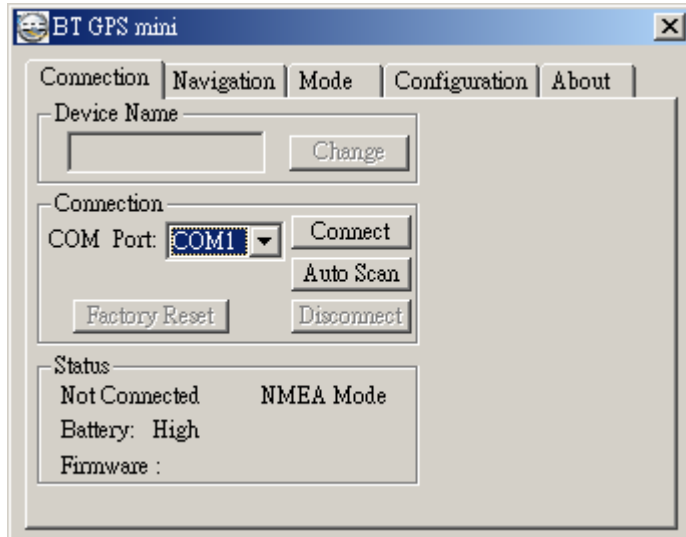 BT GPS mini
Connection Navigation Mode Configuration About
Device Name
Change
Connection
COM Port: COM1 Connect
Auto Scan
Factory Reset Disconnect
Status
Not Connected NMEA Mode
Battery: High
Firmware :